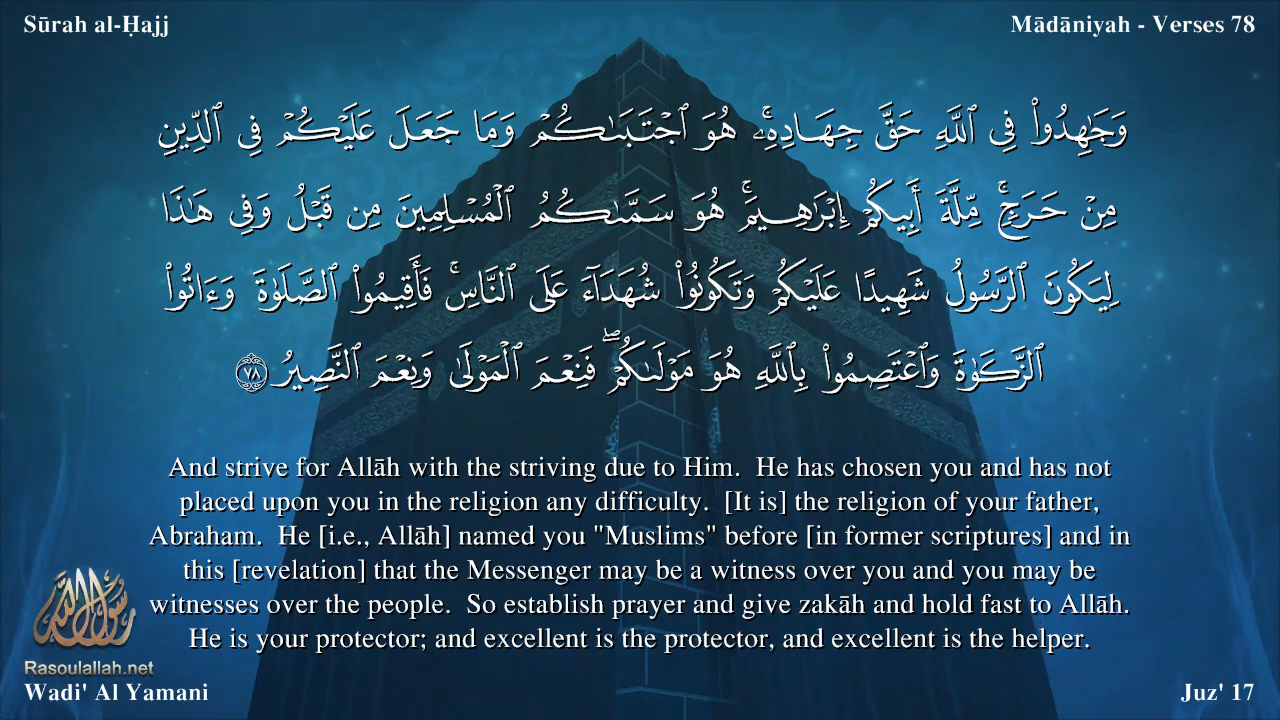 Sūrah al-Ḥajj
Mādāniyah - Verses 78
وَجَٰهِدُوا۟ فِى ٱللَّهِ حَقَّ جِهَادِهِۦ ۚ هُوَ ٱجْتَبَىٰكُمْ وَمَا جَعَلَ عَلَيْكُمْ فِى ٱلدِّينِ
مِنْ حَرَجٍ ۚ مِّلَّةَ أَبِيكُمْ إِبْرَٰهِيمَ ۚ هُوَ سَمَّىٰكُمُ ٱلْمُسْلِمِينَ مِن قَبْلُ وَفِى هَٰذَا
لِيَكُونَ ٱلرَّسُولُ شَهِيدًا عَلَيْكُمْ وَتَكُونُوا۟ شُهَدَآءَ عَلَى ٱلنَّاسِ ۚ فَأَقِيمُوا۟ ٱلصَّلَوٰةَ وَءَاتُوا۟
ٱلزَّكَوٰةَ وَٱعْتَصِمُوا۟ بِٱللَّهِ هُوَ مَوْلَىٰكُمْ ۖ فَنِعْمَ ٱلْمَوْلَىٰ وَنِعْمَ ٱلنَّصِيرُ ٧٨
And strive for Allāh with the striving due to Him. He has chosen you and has not
placed upon you in the religion any difficulty. [It is] the religion of your father,
Abraham. He [i.e., Allāh] named you "Muslims" before [in former scriptures] and in
this [revelation] that the Messenger may be a witness over you and you may be
witnesses over the people. So establish prayer and give zakāh and hold fast to Allāh.
He is your protector; and excellent is the protector, and excellent is the helper.
رسول الله
Rasoulallah.net
Wadi' Al Yamani
Juz' 17